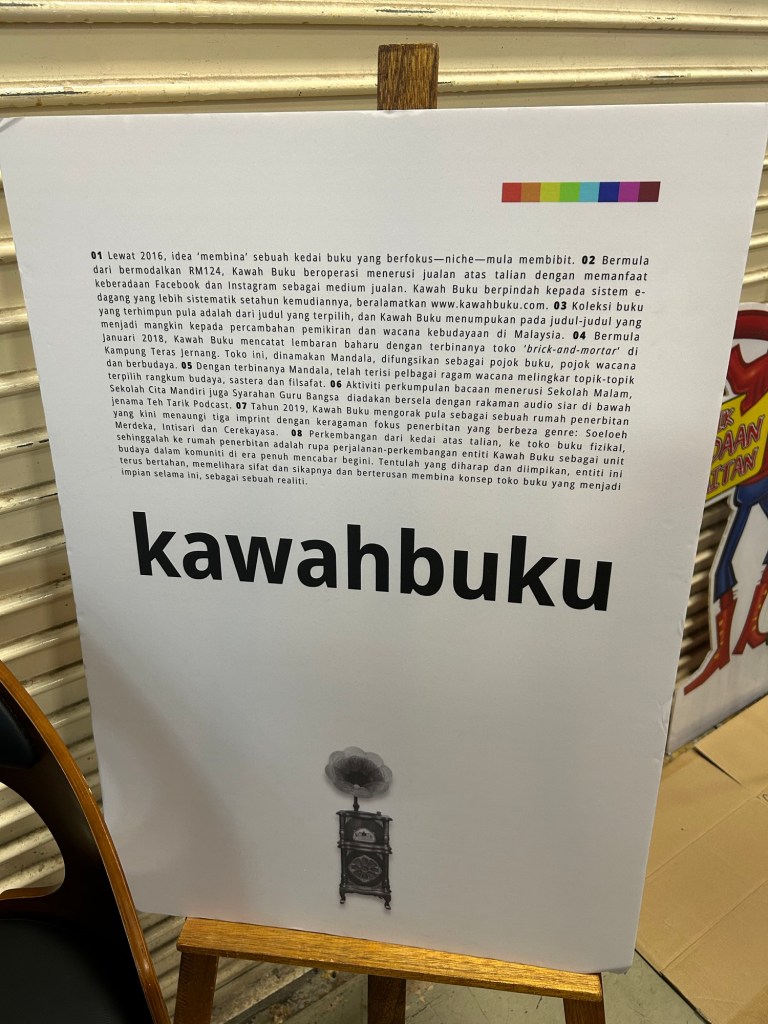 01 Lewat 2016, idea ‘membina’ sebuah kedai buku yang berfokus—niche—mula membibit. 02 Bermula
dari bermodalkan RM124, Kawah Buku beroperasi menerusi jualan atas talian dengan memanfaat
keberadaan Facebook dan Instagram sebagai medium jualan. Kawah Buku berpindah kepada sistem e-
dagang yang lebih sistematik setahun kemudiannya, beralamatkan www.kawahbuku.com. 03 Koleksi buku
yang terhimpun pula adalah dari judul yang terpilih, dan Kawah Buku menumpukan pada judul-judul yang
menjadi mangkin kepada percambahan pemikiran dan wacana kebudayaan di Malaysia. 04 Bermula
Januari 2018, Kawah Buku mencatat lembaran baharu dengan terbinanya toko ‘brick-and-mortar’ di
Kampung Teras Jernang. Toko ini, dinamakan Mandala, difungsikan sebagai pojok buku, pojok wacana
dan berbudaya. 05 Dengan terbinanya Mandala, telah terisi pelbagai ragam wacana melingkar topik-topik
terpilih rangkum budaya, sastera dan filsafat. 06 Aktiviti perkumpulan bacaan menerusi Sekolah Malam,
Sekolah Cita Mandiri juga Syarahan Guru Bangsa diadakan bersela dengan rakaman audio siar di bawah
jenama Teh Tarik Podcast. 07 Tahun 2019, Kawah Buku mengorak pula sebagai sebuah rumah penerbitan
yang kini menaungi tiga imprint dengan keragaman fokus penerbitan yang berbeza genre: Soeloeh
Merdeka, Intisari dan Cerekayasa. 08 Perkembangan dari kedai atas talian, ke toko buku fizikal,
sehinggalah ke rumah penerbitan adalah rupa perjalanan-perkembangan entiti Kawah Buku sebagai unit
budaya dalam komuniti di era penuh mencabar begini. Tentulah yang diharap dan diimpikan, entiti ini
terus bertahan, memelihara sifat dan sikapnya dan berterusan membina konsep toko buku yang menjadi
impian selama ini, sebagai sebuah realiti.
kawahbuku